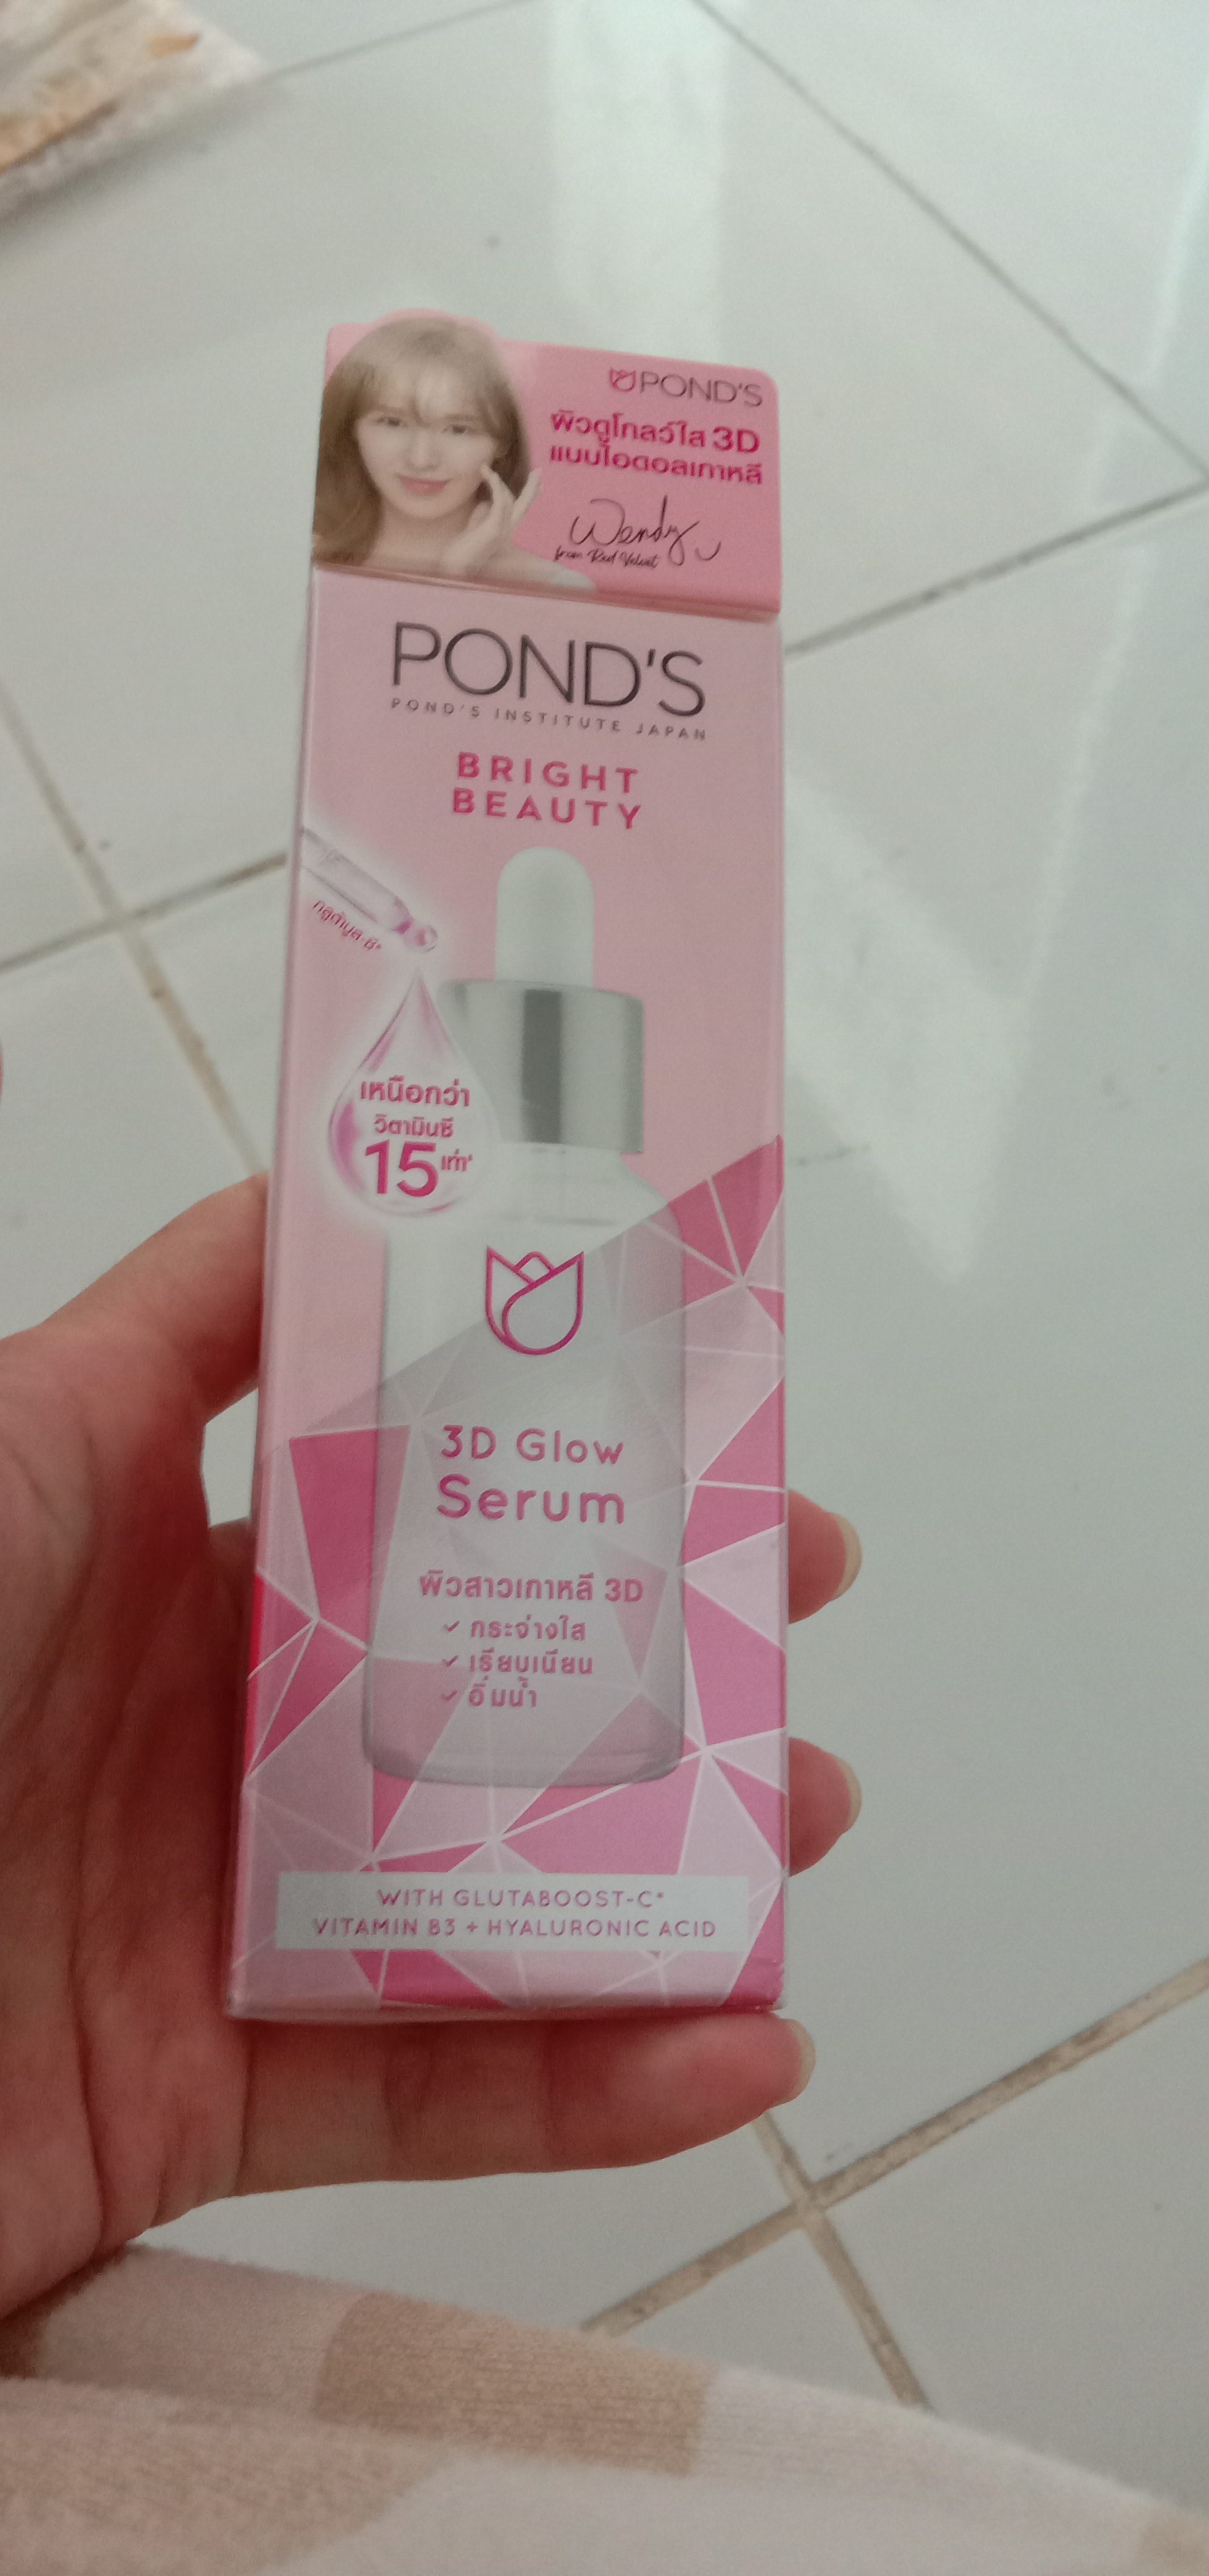 POND'S
ผิวดูโกลว์ใส 3D
แบบไอดอลเกาหลี
Wendy
from Red Velvet
POND'S
POND'S INSTITUTE JAPAN
BRIGHT
BEAUTY
เหนือกว่า
วิตามินซี
15 เท่า*
3D Glow
Serum
ผิวสาวเกาหลี 3D
✓ กระจ่างใส
✓ เรียบเนียน
✓ อิ่มน้ำ
WITH GLUTABOOST-C*
VITAMIN B3 + HYALURONIC ACID